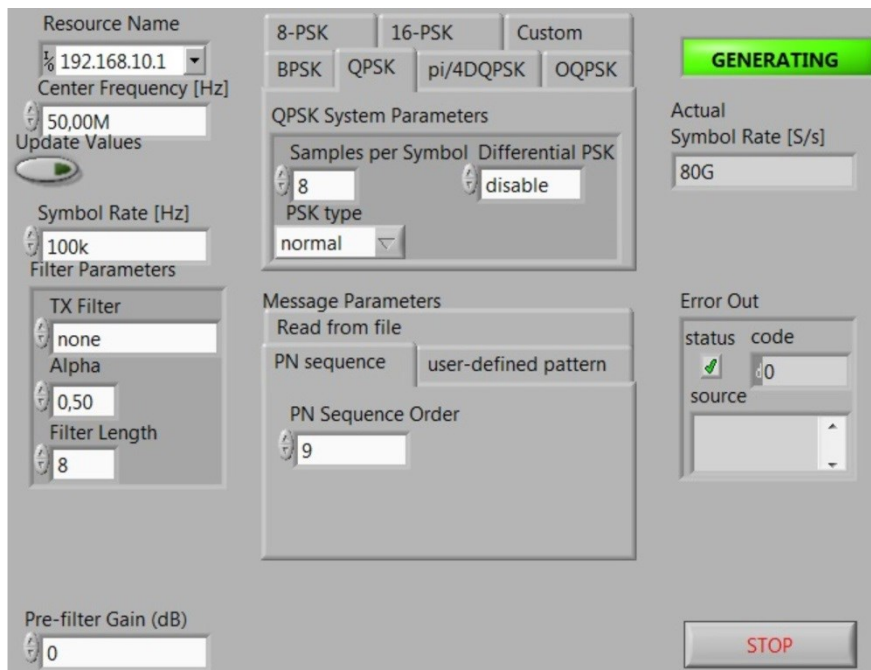 Resource Name
192.168.10.1
Center Frequency [Hz]
50,00M
Update Values
Symbol Rate [Hz]
100k
Filter Parameters
TX Filter
none
Alpha
0,50
Filter Length
8
Pre-filter Gain (dB)
0
8-PSK 16-PSK Custom
BPSK QPSK pi/4DQPSK OQPSK
QPSK System Parameters
Samples per Symbol Differential PSK
8 disable
PSK type
normal
Message Parameters
Read from file
PN sequence user-defined pattern
PN Sequence Order
9
GENERATING
Actual
Symbol Rate [S/s]
80G
Error Out
status code
d0
source
STOP